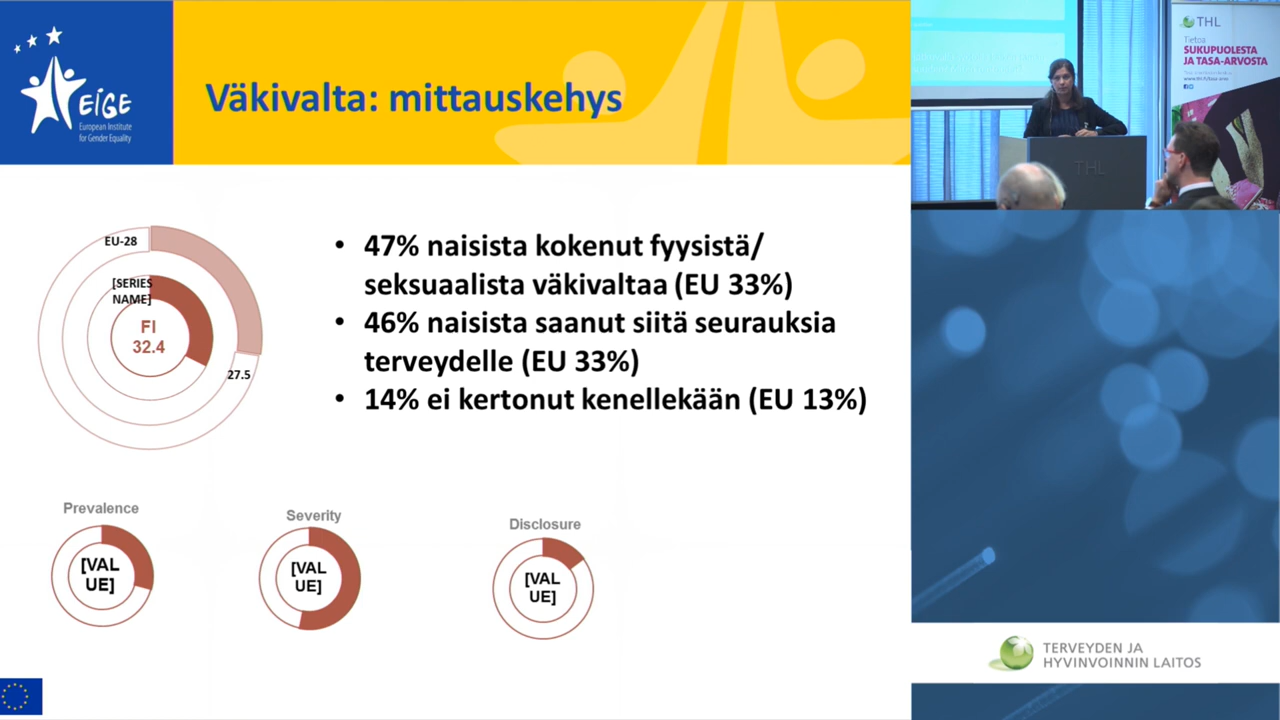 EIGE
European Institute
for Gender Equality
Väkivalta: mittauskehys
EU-28
[SERIES
NAME]
FI
32.4
27.5
• 47% naisista kokenut fyysistä/
seksuaalista väkivaltaa (EU 33%)
• 46% naisista saanut siitä seurauksia
terveydelle (EU 33%)
• 14% ei kertonut kenellekään (EU 13%)
Prevalence
[VAL
UE]
Severity
[VAL
UE]
Disclosure
[VAL
UE]
THL
Tietoa
SUKUPUOLESTA
JA TASA-ARVOSTA
THL
TERVEYDEN JA
HYVINVOINNIN LAITOS